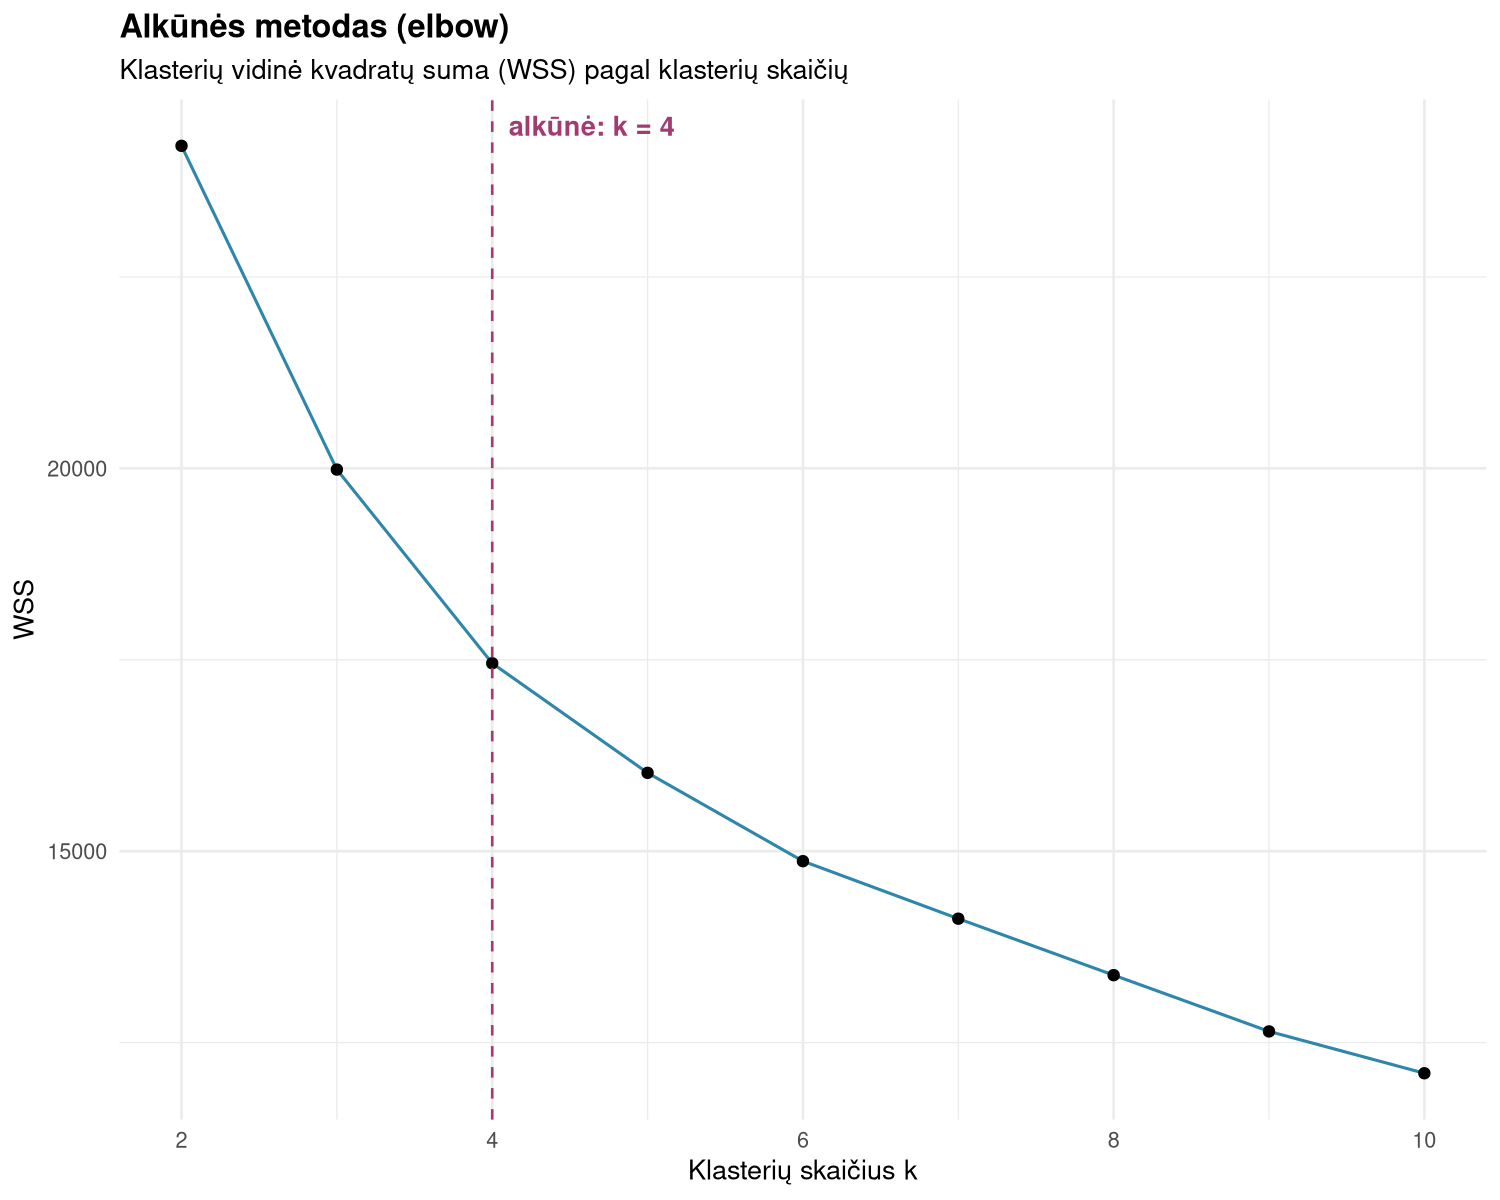 Alkūnės metodas (elbow)
Klasterių vidinė kvadratų suma (WSS) pagal klasterių skaičių
alkūnė: k = 4
20000
15000
WSS
2 4 6 8 10
Klasterių skaičius k